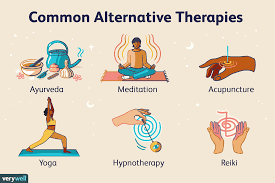 Common Alternative Therapies
Ayurveda
Meditation
Acupuncture
Yoga
Hypnotherapy
Reiki
verywell